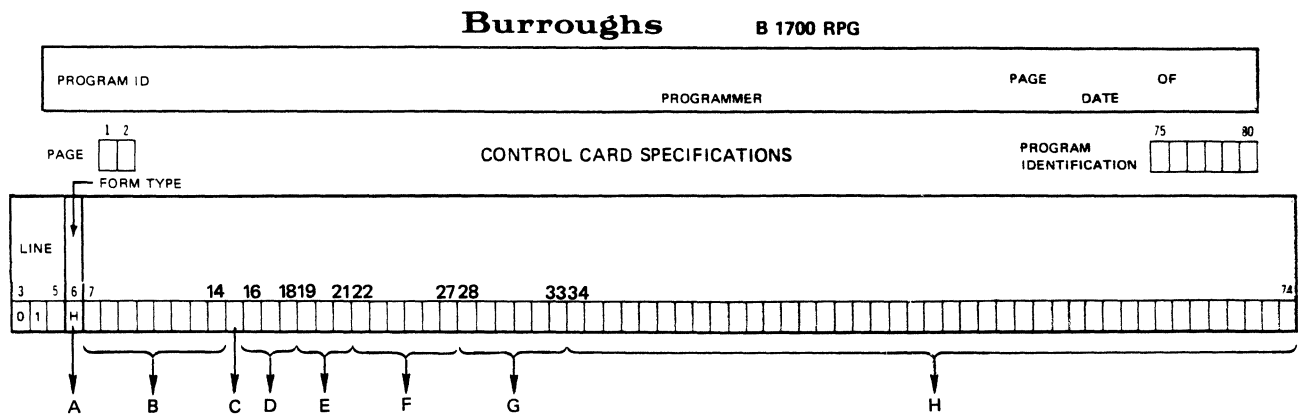 Burroughs B 1700 RPG
PROGRAM ID PROGRAMMER PAGE OF DATE
1 2 75 80
PAGE CONTROL CARD SPECIFICATIONS PROGRAM IDENTIFICATION
FORM TYPE
LINE
3 5 6 7 14 16 18 19 21 22 27 28 33 34 74
0 1 H
A B C D E F G H